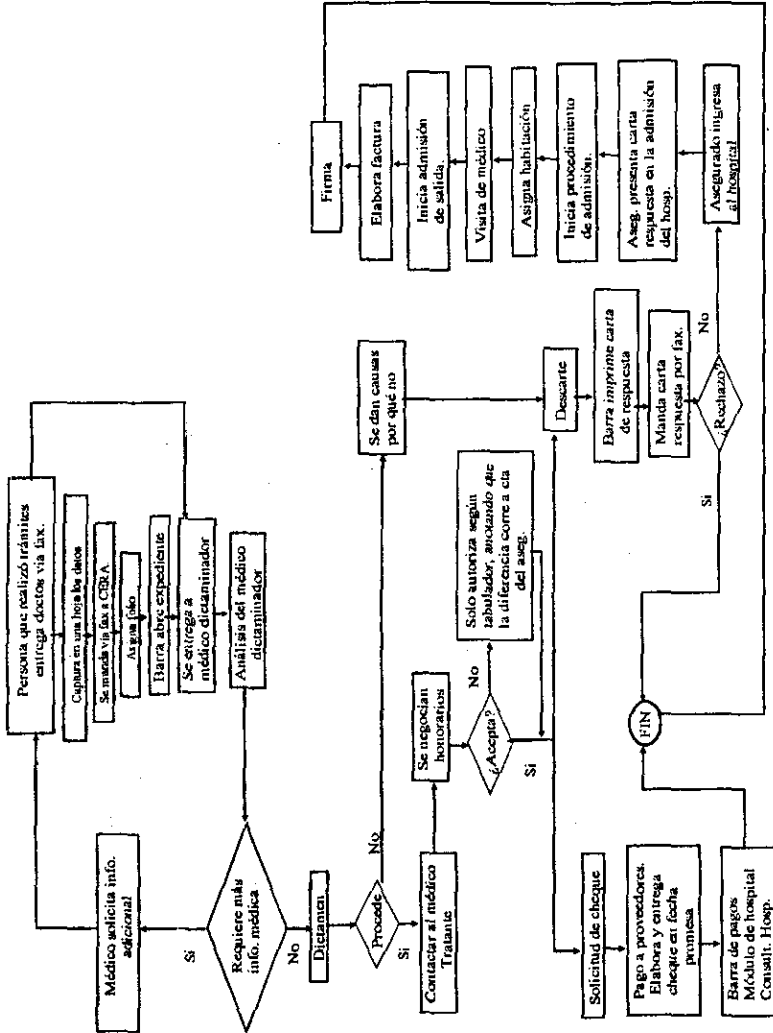 Persona que realizó trámites
entrega doctos vía fax.
Captura en una hoja los datos
Se manda vía fax a CERA
Asigna folio
Barra abre expediente
Se entrega a
médico dictaminador
Análisis del médico
dictaminador
Médico solicita info.
adicional
Si
Requiere más
info. médica
No
Dictamen
Procede
No
Si
Se dan causas
por qué no
Contactar al médico
Tratante
Se negocian
honorarios
¿Acepta?
No
Si
Solo autoriza según
tabulador, anotando que
la diferencia corre a cta
del aseg.
Descarte
Barra imprime carta
de respuesta
Manda carta
respuesta por fax.
¿Rechazo?
Si
No
Solicitud de cheque
Pago a proveedores.
Elabora y entrega
cheque en fecha
promesa
Barra de pagos
Módulo de hospital
Consult. Hosp.
FIN
Asegurado ingresa
al hospital
Aseg. presenta carta
respuesta en la admisión
del hosp.
Inicia procedimiento
de admisión.
Asigna habitación
Visita de médico
Inicia admisión
de salida.
Elabora factura
Firma